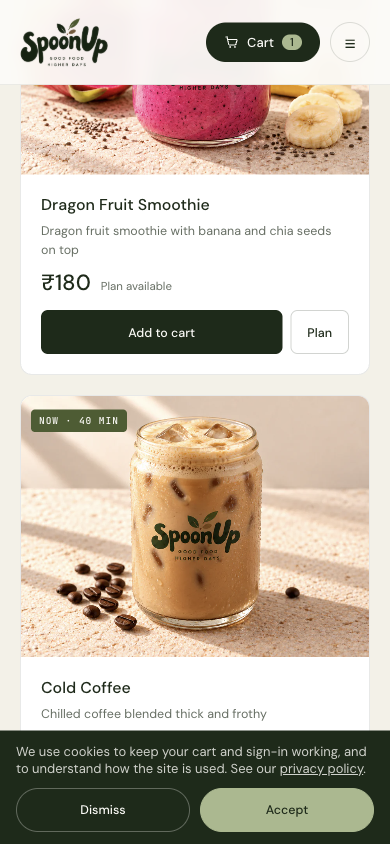 SpoonUp
GOOD FOOD
HIGHER DAYS
Cart 1
Dragon Fruit Smoothie
Dragon fruit smoothie with banana and chia seeds
on top
₹180 Plan available
Add to cart
Plan
NOW · 40 MIN
SpoonUp
GOOD FOOD
HIGHER DAYS
Cold Coffee
Chilled coffee blended thick and frothy
We use cookies to keep your cart and sign-in working, and
to understand how the site is used. See our privacy policy.
Dismiss
Accept